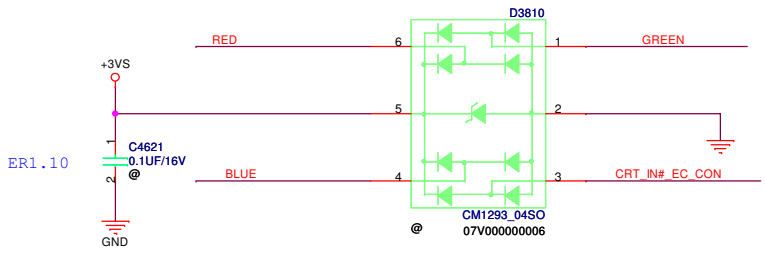 D3810
RED
6
1
GREEN
+3VS
5
2
1
C4621
0.1UF/16V
@
2
ER1.10
BLUE
4
3
CRT_IN#_EC_CON
CM1293_04SO
@
07V000000006
GND